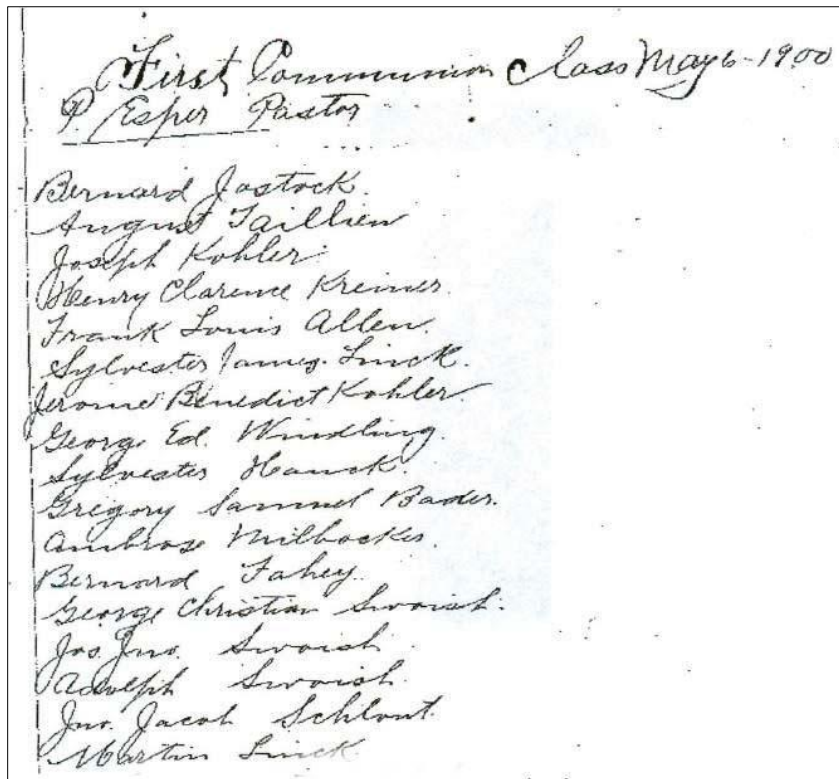 First Communion Class May 6-1900
P. Esper Pastor
Bernard Jostock.
August Taillien
Joseph Kohler.
Henry Clarence Kreiner.
Frank Louis Allen.
Sylvester James Linck.
Jerome Benedict Kohler.
George Ed. Windling.
Sylvester Hauck.
Gregory Samuel Bader.
Ambrose Milbocker.
Bernard Fahey.
George Christian Swoish.
Jos. Jno. Swoish
Adolph Swoish.
Jno. Jacob Schlont.
Martin Linck